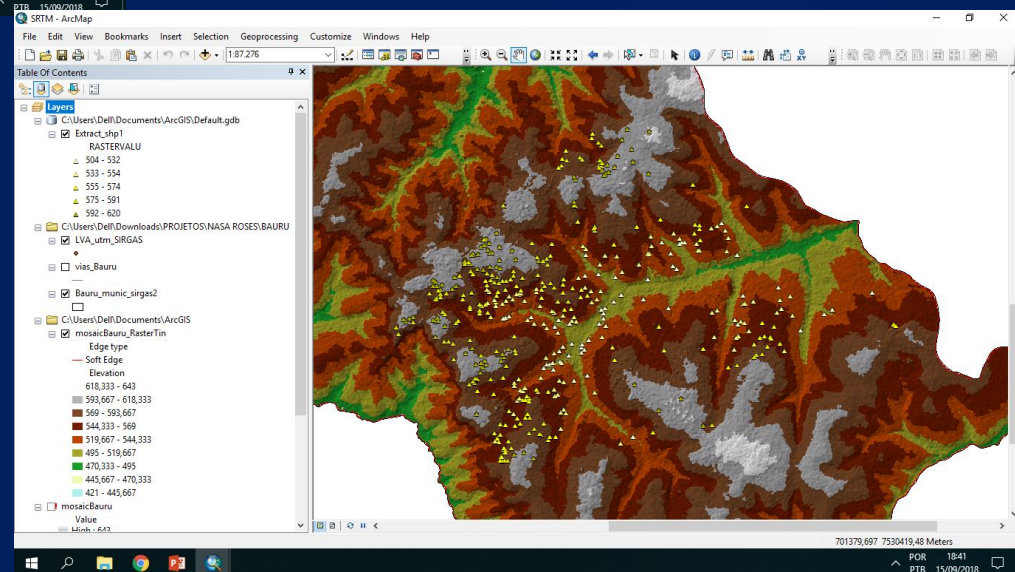 PTB 15/09/2018
SRTM - ArcMap
File Edit View Bookmarks Insert Selection Geoprocessing Customize Windows Help
1:87.276
Table Of Contents
Layers
C:\Users\Dell\Documents\ArcGIS\Default.gdb
Extract_shp1
RASTERVALU
504 - 532
533 - 554
555 - 574
575 - 591
592 - 620
C:\Users\Dell\Downloads\PROJETOS\NASA ROSES\BAURU
LVA_utm_SIRGAS
vias_Bauru
Bauru_munic_sirgas2
C:\Users\Dell\Documents\ArcGIS
mosaicBauru_RasterTin
Edge type
Soft Edge
Elevation
618,333 - 643
593,667 - 618,333
569 - 593,667
544,333 - 569
519,667 - 544,333
495 - 519,667
470,333 - 495
445,667 - 470,333
421 - 445,667
mosaicBauru
Value
High : 643
701379,697 7530419,48 Meters
POR 18:41
PTB 15/09/2018